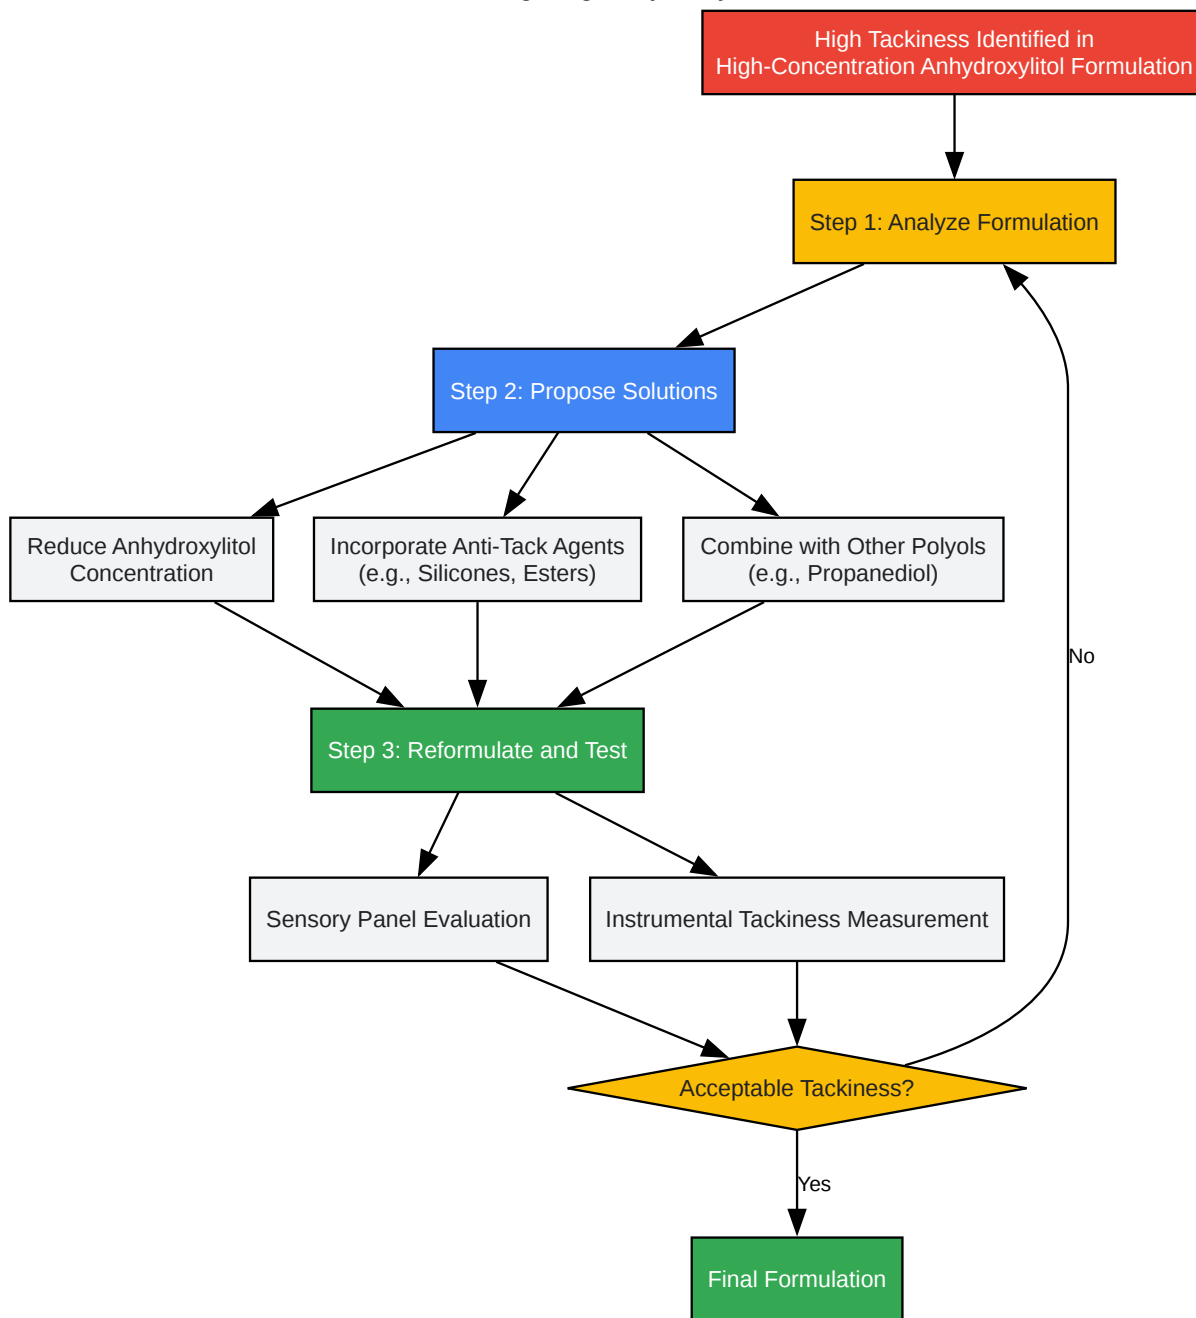 High Tackiness Identified in
High-Concentration Anhydroxylitol Formulation
Step 1: Analyze Formulation
Step 2: Propose Solutions
Reduce Anhydroxylitol
Concentration
Incorporate Anti-Tack Agents
(e.g., Silicones, Esters)
Combine with Other Polyols
(e.g., Propanediol)
No
Step 3: Reformulate and Test
Sensory Panel Evaluation
Instrumental Tackiness Measurement
Acceptable Tackiness?
Yes
Final Formulation